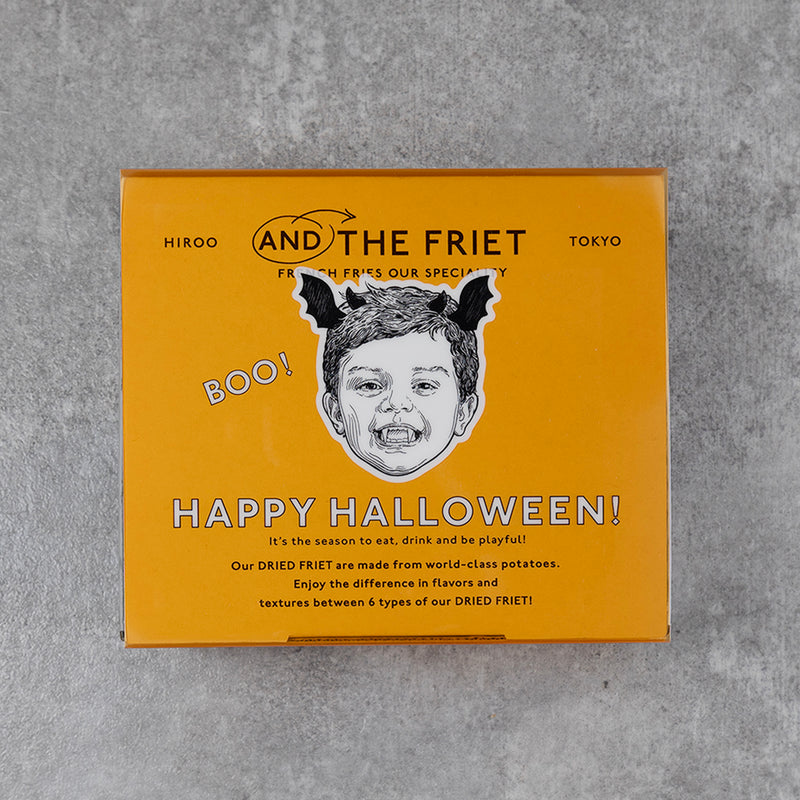 HIROO
AND THE FRIET
TOKYO
FRENCH FRIES OUR SPECIALITY
BOO!
HAPPY HALLOWEEN!
It's the season to eat, drink and be playful!
Our DRIED FRIET are made from world-class potatoes.
Enjoy the difference in flavors and
textures between 6 types of our DRIED FRIET!